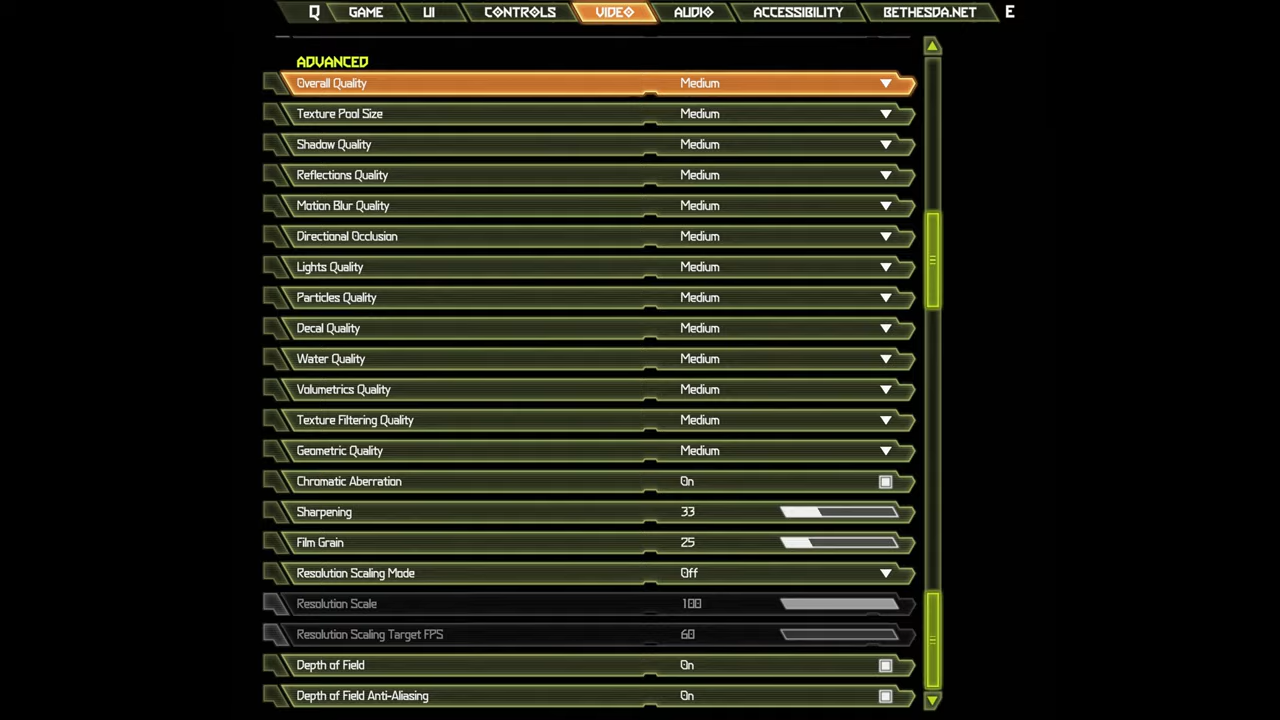 Q GAME UI CONTROLS VIDEO AUDIO ACCESSIBILITY BETHESDA.NET E
ADVANCED
Overall Quality Medium
Texture Pool Size Medium
Shadow Quality Medium
Reflections Quality Medium
Motion Blur Quality Medium
Directional Occlusion Medium
Lights Quality Medium
Particles Quality Medium
Decal Quality Medium
Water Quality Medium
Volumetrics Quality Medium
Texture Filtering Quality Medium
Geometric Quality Medium
Chromatic Aberration On
Sharpening 33
Film Grain 25
Resolution Scaling Mode Off
Resolution Scale 100
Resolution Scaling Target FPS 60
Depth of Field On
Depth of Field Anti-Aliasing On